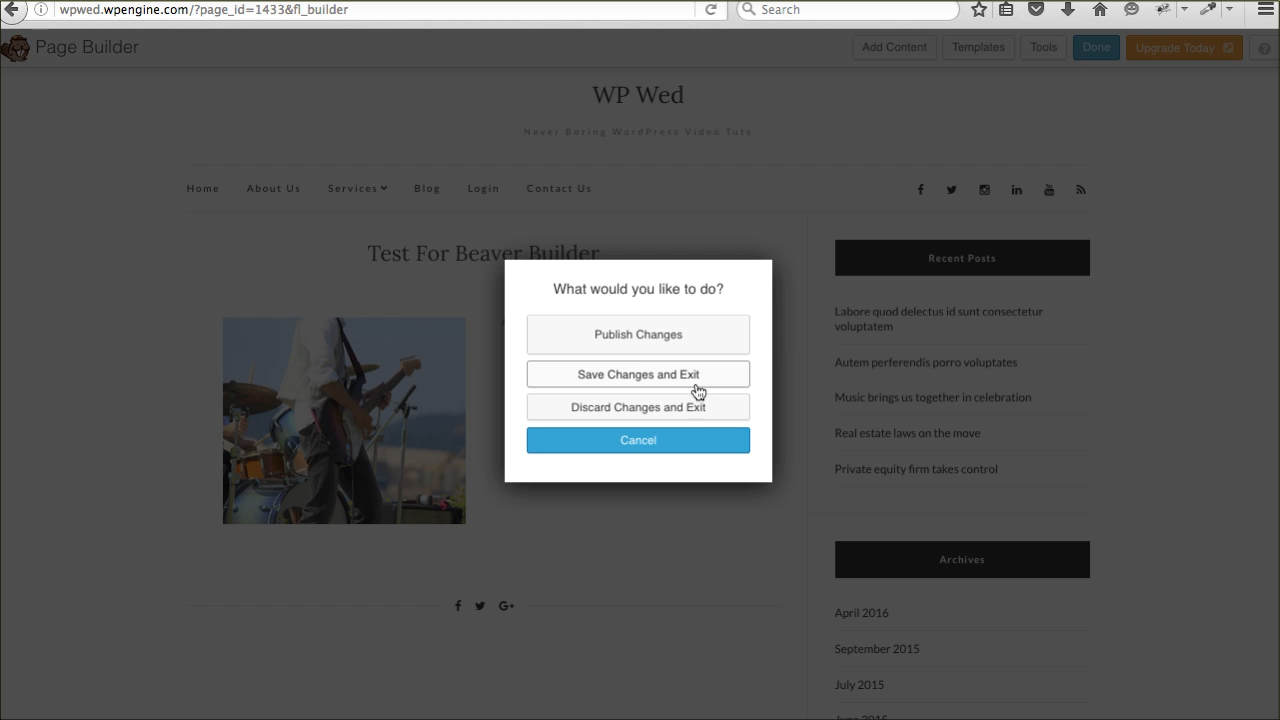 wpwed.wpengine.com/?page_id=1433&fl_builder
Search
Page Builder
Add Content
Templates
Tools
Done
Upgrade Today
WP Wed
Never Boring WordPress Video Tuts
Home
About Us
Services
Blog
Login
Contact Us
Test For Beaver Builder
What would you like to do?
Publish Changes
Save Changes and Exit
Discard Changes and Exit
Cancel
Recent Posts
Labore quod delectus id sunt consectetur
voluptatem
Autem perferendis porro voluptates
Music brings us together in celebration
Real estate laws on the move
Private equity firm takes control
Archives
April 2016
September 2015
July 2015
June 2015